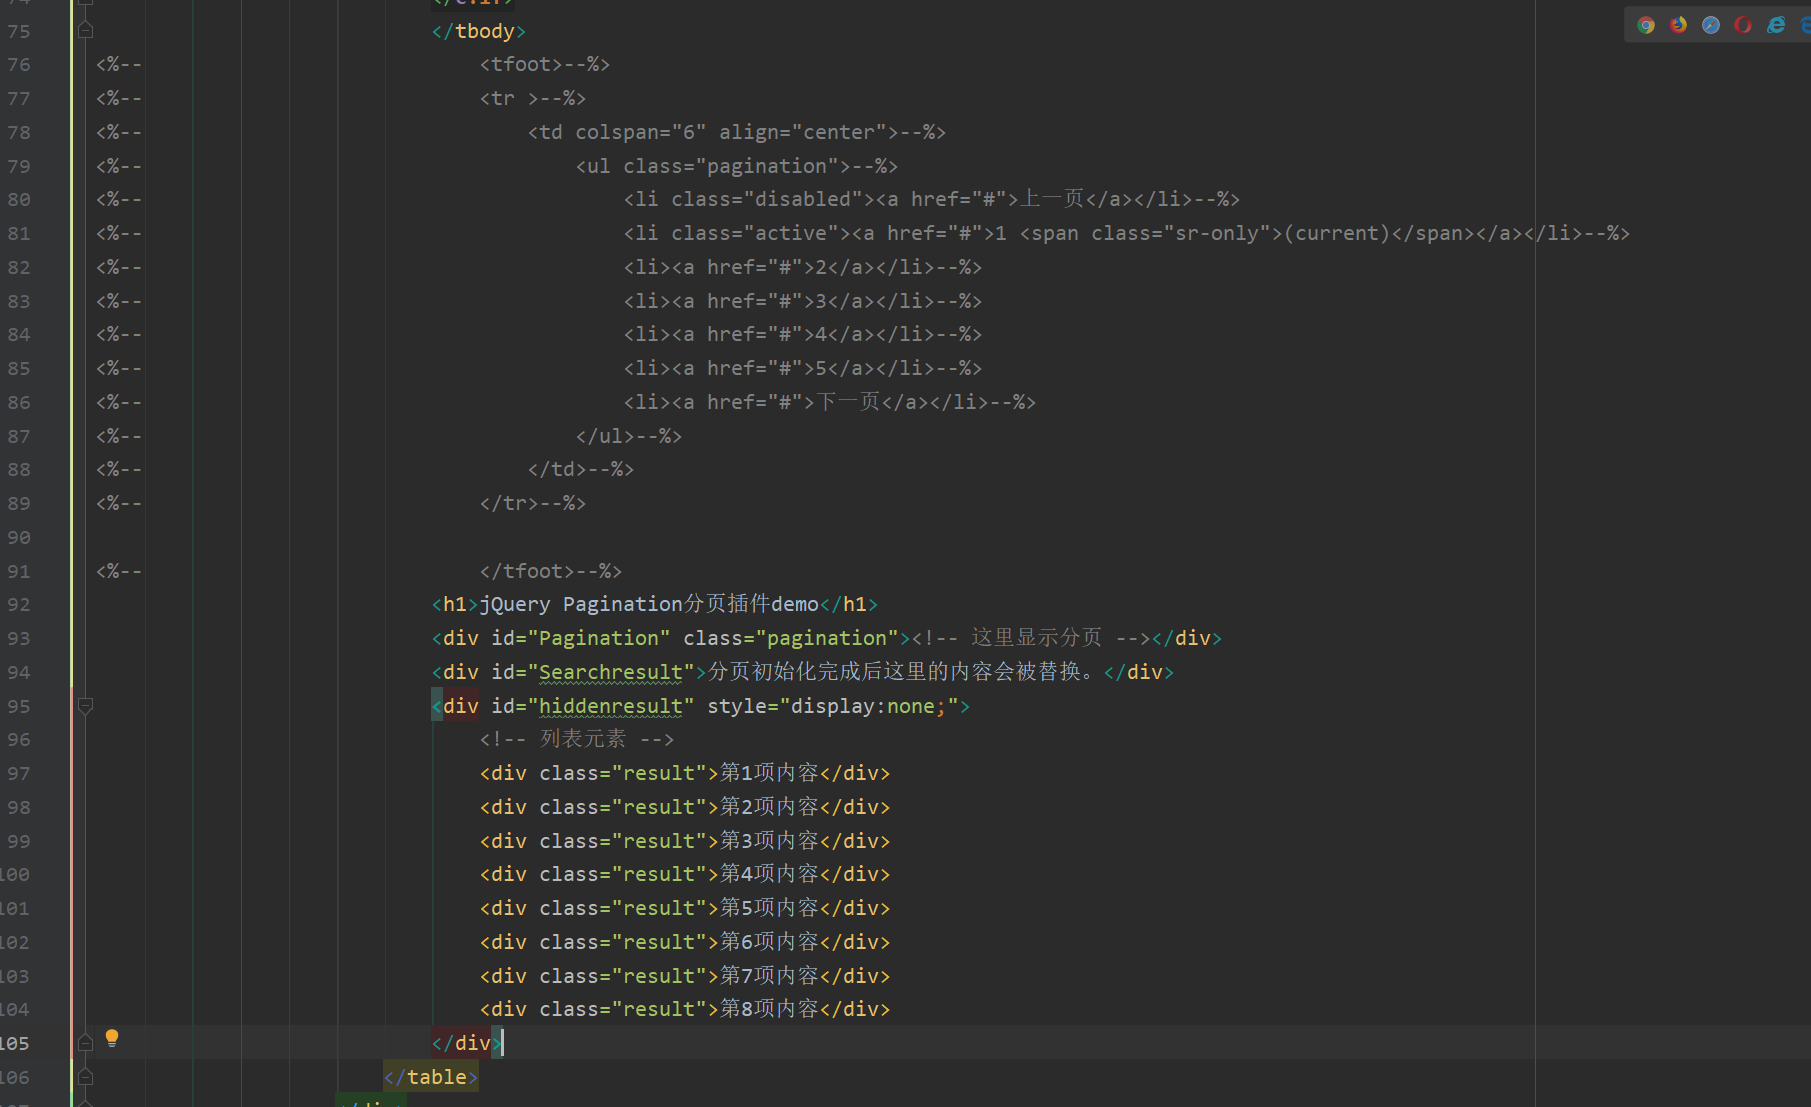 75 </tbody>
76 <%-- <tfoot>--%>
77 <%-- <tr >--%>
78 <%-- <td colspan="6" align="center">--%>
79 <%-- <ul class="pagination">--%>
80 <%-- <li class="disabled"><a href="#">上一页</a></li>--%>
81 <%-- <li class="active"><a href="#">1 <span class="sr-only">(current)</span></a></li>--%>
82 <%-- <li><a href="#">2</a></li>--%>
83 <%-- <li><a href="#">3</a></li>--%>
84 <%-- <li><a href="#">4</a></li>--%>
85 <%-- <li><a href="#">5</a></li>--%>
86 <%-- <li><a href="#">下一页</a></li>--%>
87 <%-- </ul>--%>
88 <%-- </td>--%>
89 <%-- </tr>--%>
90
91 <%-- </tfoot>--%>
92 <h1>jQuery Pagination分页插件demo</h1>
93 <div id="Pagination" class="pagination"><!-- 这里显示分页 --></div>
94 <div id="Searchresult">分页初始化完成后这里的内容会被替换。</div>
95 <div id="hiddenresult" style="display:none;">
96 <!-- 列表元素 -->
97 <div class="result">第1项内容</div>
98 <div class="result">第2项内容</div>
99 <div class="result">第3项内容</div>
100 <div class="result">第4项内容</div>
101 <div class="result">第5项内容</div>
102 <div class="result">第6项内容</div>
103 <div class="result">第7项内容</div>
104 <div class="result">第8项内容</div>
105 </div>
106 </table>